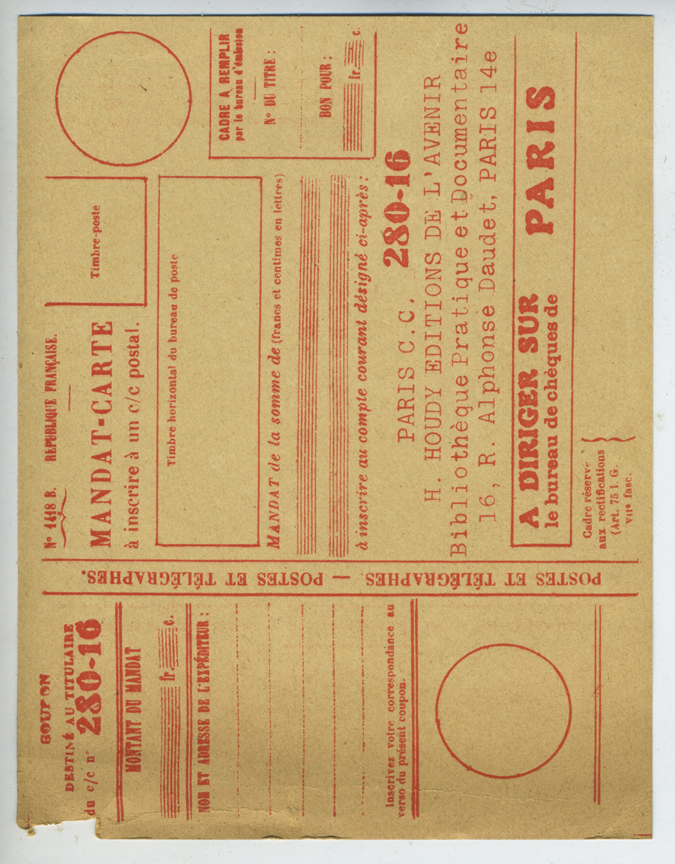 COUPON
DESTINÉ AU TITULAIRE
du c/c n° 280-16
MONTANT DU MANDAT
fr. c.
NOM ET ADRESSE DE L'EXPÉDITEUR :
Inscrivez votre correspondance au
verso du présent coupon.
POSTES ET TÉLÉGRAPHES — POSTES ET TÉLÉGRAPHES.
N° 1418 B. RÉPUBLIQUE FRANÇAISE.
MANDAT-CARTE
à inscrire à un c/c postal.
Timbre-poste
Timbre horizontal du bureau de poste
CADRE A REMPLIR
par le bureau d'émission
N° DU TITRE :
BON POUR :
fr. c.
MANDAT de la somme de (francs et centimes en lettres)
à inscrire au compte courant désigné ci-après :
PARIS C.C. 280-16
H. HOUDY EDITIONS DE L'AVENIR
Bibliothèque Pratique et Documentaire
16, R. Alphonse Daudet, PARIS 14e
A DIRIGER SUR
le bureau de chèques de PARIS
Cadre réservé
aux rectifications
(Art. 75 I. G.
VIIe fasc.